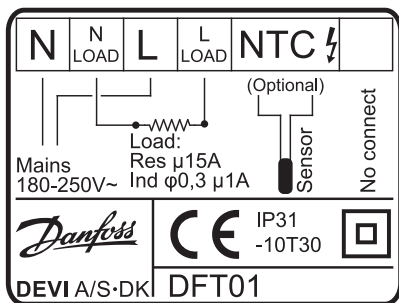 N
N
LOAD
L
L
LOAD
NTC
(Optional)
Mains
180-250V~
Load:
Res µ15A
Ind φ0,3 µ1A
Sensor
No connect
Danfoss
CE
IP31
-10T30
DEVI A/S·DK
DFT01